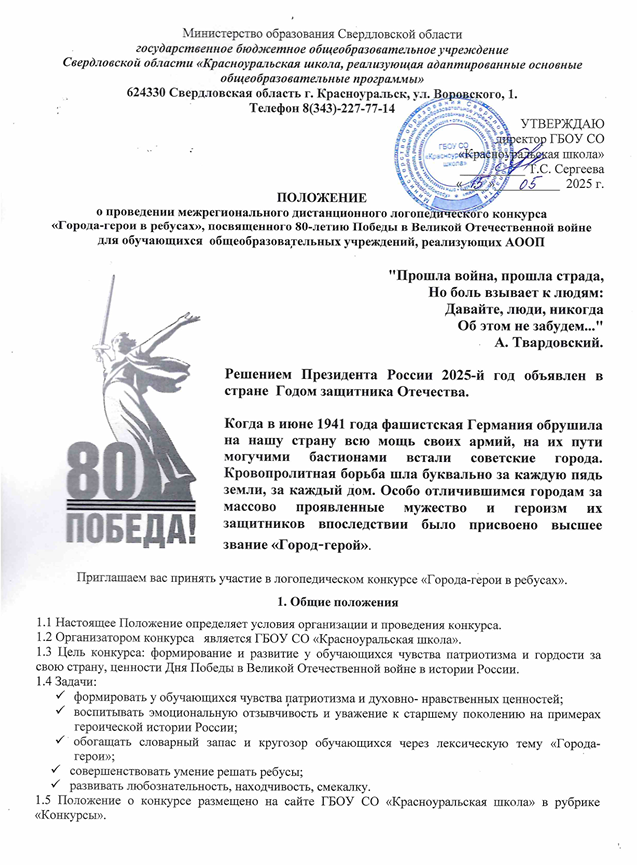 Министерство образования Свердловской области
государственное бюджетное общеобразовательное учреждение
Свердловской области «Красноуральская школа, реализующая адаптированные основные
общеобразовательные программы»
624330 Свердловская область г. Красноуральск, ул. Воровского, 1.
Телефон 8(343)-227-77-14
УТВЕРЖДАЮ
директор ГБОУ СО
«Красноуральская школа»
Т.С. Сергеева
«15» 05 2025 г.
ГБОУ СО
«Красноуральская
школа»
ПОЛОЖЕНИЕ
о проведении межрегионального дистанционного логопедического конкурса
«Города-герои в ребусах», посвященного 80-летию Победы в Великой Отечественной войне
для обучающихся общеобразовательных учреждений, реализующих АООП
"Прошла война, прошла страда,
Но боль взывает к людям:
Давайте, люди, никогда
Об этом не забудем..."
А. Твардовский.
80
ПОБЕДА!
Решением Президента России 2025-й год объявлен в
стране Годом защитника Отечества.
Когда в июне 1941 года фашистская Германия обрушила
на нашу страну всю мощь своих армий, на их пути
могучими бастионами встали советские города.
Кровопролитная борьба шла буквально за каждую пядь
земли, за каждый дом. Особо отличившимся городам за
массово проявленные мужество и героизм их
защитников впоследствии было присвоено высшее
звание «Город-герой».
Приглашаем вас принять участие в логопедическом конкурсе «Города-герои в ребусах».
1. Общие положения
1.1 Настоящее Положение определяет условия организации и проведения конкурса.
1.2 Организатором конкурса является ГБОУ СО «Красноуральская школа».
1.3 Цель конкурса: формирование и развитие у обучающихся чувства патриотизма и гордости за
свою страну, ценности Дня Победы в Великой Отечественной войне в истории России.
1.4 Задачи:
✓ формировать у обучающихся чувства патриотизма и духовно- нравственных ценностей;
✓ воспитывать эмоциональную отзывчивость и уважение к старшему поколению на примерах
героической истории России;
✓ обогащать словарный запас и кругозор обучающихся через лексическую тему «Города-
герои»;
✓ совершенствовать умение решать ребусы;
✓ развивать любознательность, находчивость, смекалку.
1.5 Положение о конкурсе размещено на сайте ГБОУ СО «Красноуральская школа» в рубрике
«Конкурсы».